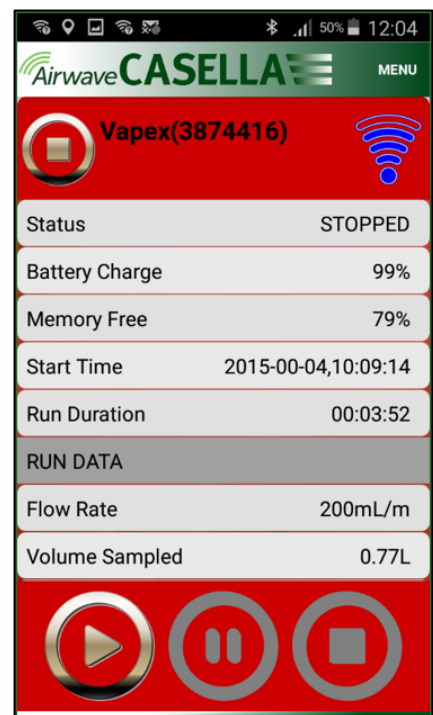 50% 12:04
Airwave CASELLA MENU
Vapex(3874416)
Status STOPPED
Battery Charge 99%
Memory Free 79%
Start Time 2015-00-04,10:09:14
Run Duration 00:03:52
RUN DATA
Flow Rate 200mL/m
Volume Sampled 0.77L